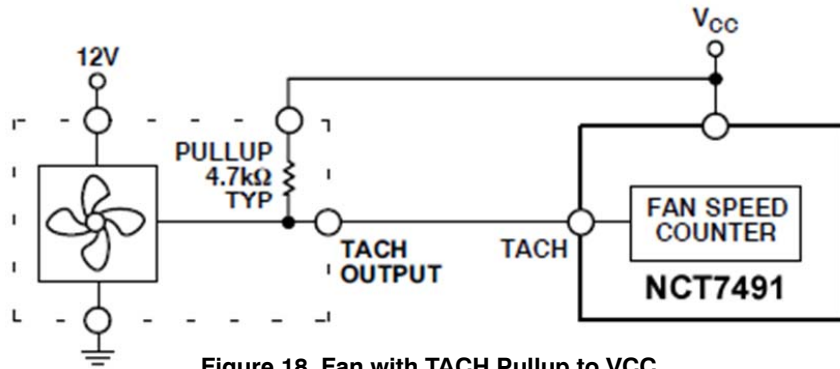 VCC
12V
PULLUP
4.7kΩ
TYP
TACH
OUTPUT
TACH
FAN SPEED
COUNTER
NCT7491
Figure 18. Fan with TACH Pullup to VCC